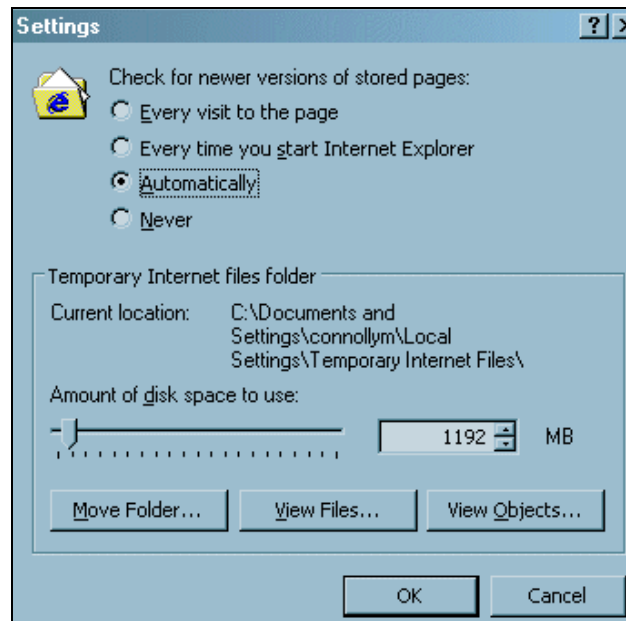 Settings
Check for newer versions of stored pages:
Every visit to the page
Every time you start Internet Explorer
Automatically
Never
Temporary Internet files folder
Current location: C:\Documents and
Settings\connollym\Local
Settings\Temporary Internet Files\
Amount of disk space to use:
1192 MB
Move Folder... View Files... View Objects...
OK Cancel